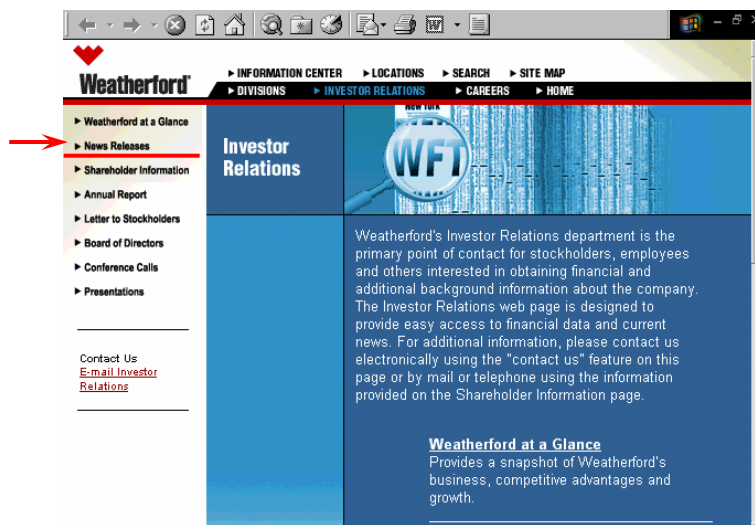 Weatherford
INFORMATION CENTER LOCATIONS SEARCH SITE MAP
DIVISIONS INVESTOR RELATIONS CAREERS HOME
Weatherford at a Glance
News Releases
Shareholder Information
Annual Report
Letter to Stockholders
Board of Directors
Conference Calls
Presentations
Contact Us
E-mail Investor
Relations
Investor
Relations
New York
WFT
Weatherford's Investor Relations department is the
primary point of contact for stockholders, employees
and others interested in obtaining financial and
additional background information about the company.
The Investor Relations web page is designed to
provide easy access to financial data and current
news. For additional information, please contact us
electronically using the "contact us" feature on this
page or by mail or telephone using the information
provided on the Shareholder Information page.
Weatherford at a Glance
Provides a snapshot of Weatherford's
business, competitive advantages and
growth.